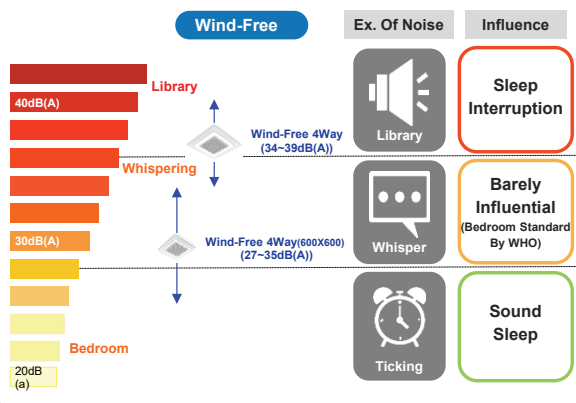 Wind-Free
Ex. Of Noise
Influence
Library
40dB(A)
Whispering
30dB(A)
Bedroom
20dB
(a)
Wind-Free 4Way
(34~39dB(A))
Wind-Free 4Way(600X600)
(27~35dB(A))
Library
Sleep
Interruption
Whisper
Barely
Influential
(Bedroom Standard
By WHO)
Ticking
Sound
Sleep